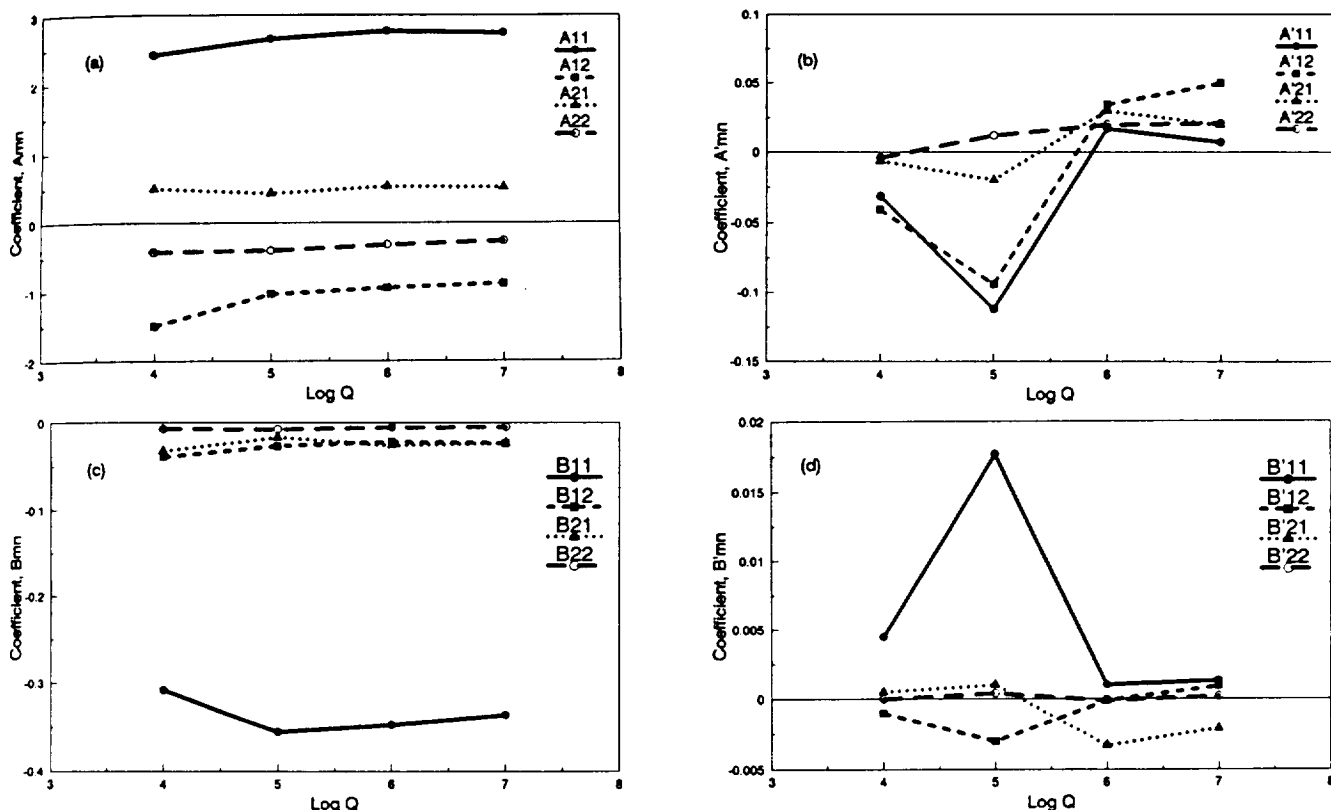 3
2
1
0
-1
-2
Coefficient, Amn
(a)
A11
A12
A21
A22
3
4
5
6
7
8
Log Q
0.1
0.05
0
-0.05
-0.1
-0.15
Coefficient, A'mn
(b)
A'11
A'12
A'21
A'22
3
4
5
6
7
8
Log Q
0
-0.1
-0.2
-0.3
-0.4
Coefficient, Bmn
(c)
B11
B12
B21
B22
3
4
5
6
7
8
Log Q
0.02
0.015
0.01
0.005
0
-0.005
Coefficient, B'mn
(d)
B'11
B'12
B'21
B'22
3
4
5
6
7
8
Log Q